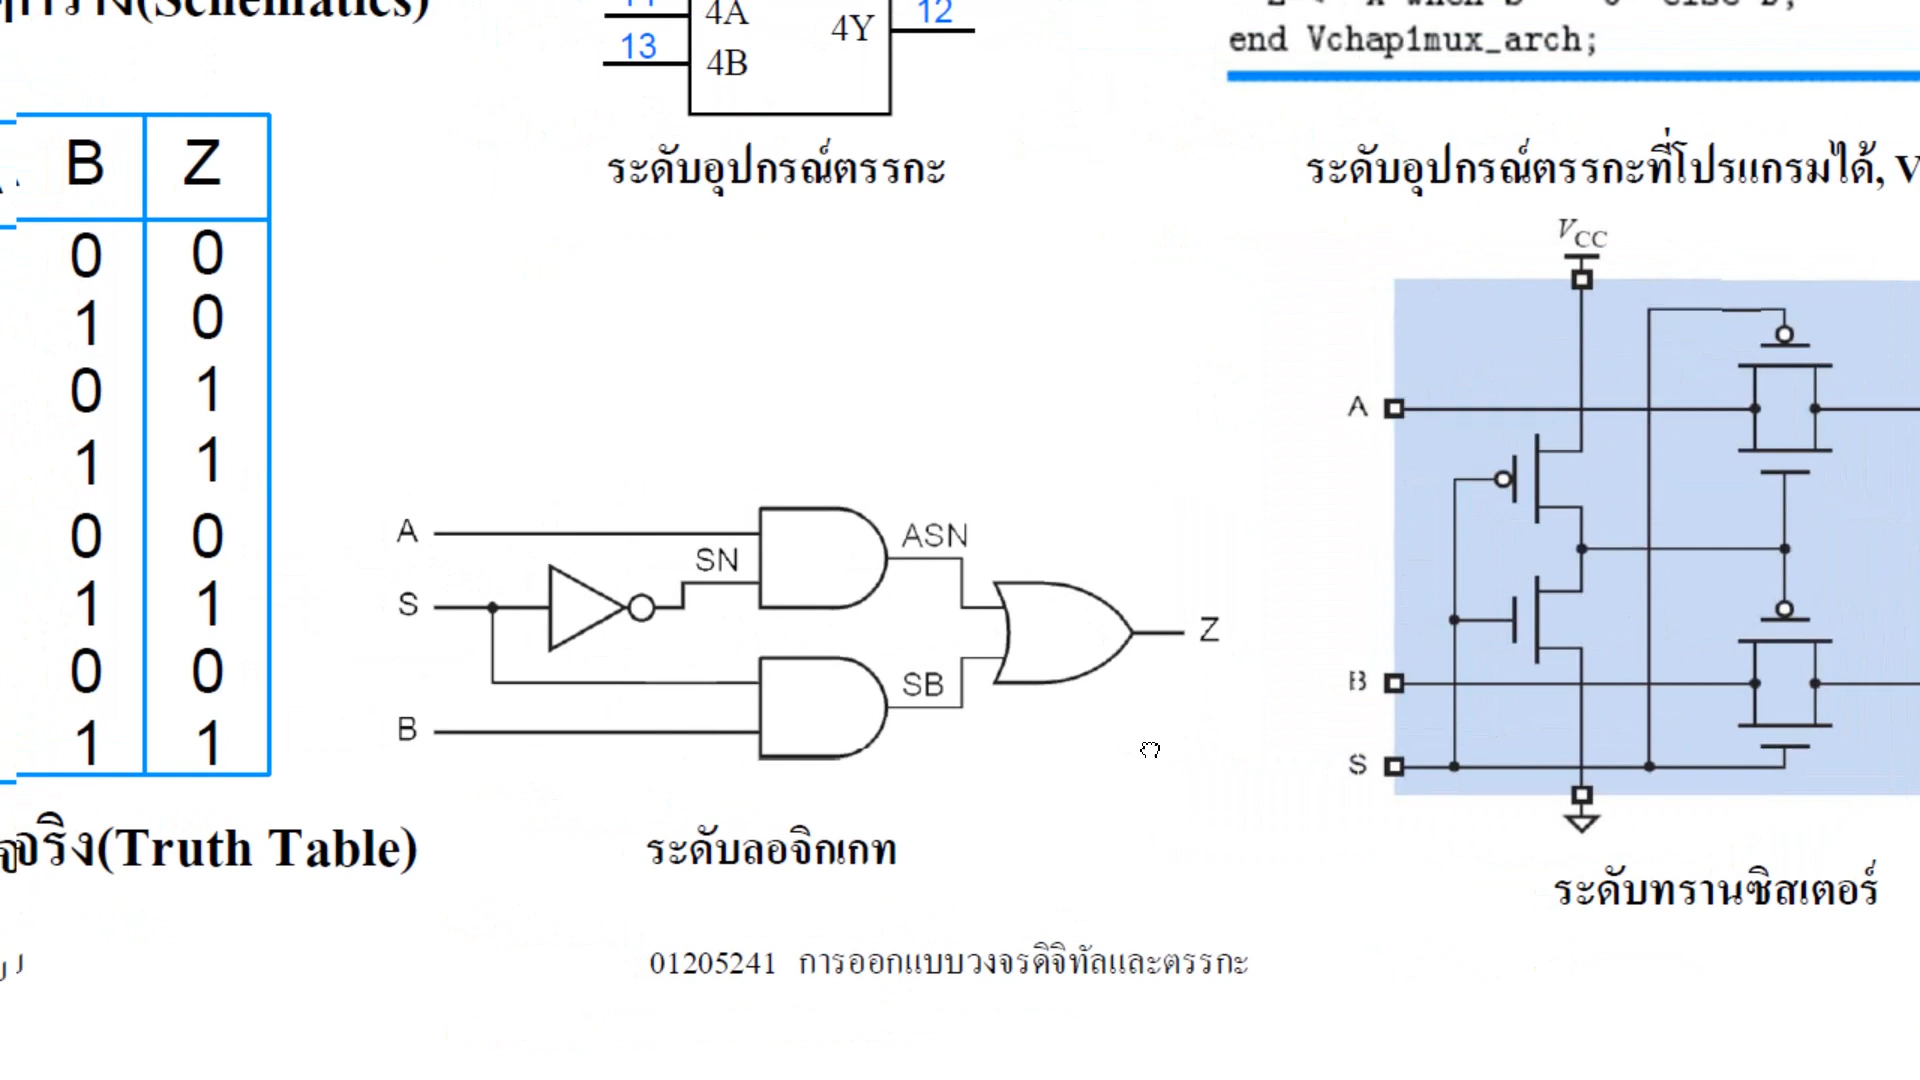 (Schematics)
4A
4Y
12
13
4B
end Vchap1mux_arch;
B Z
0 0
1 0
0 1
1 1
0 0
1 1
0 0
1 1
จริง(Truth Table)
ระดับอุปกรณ์ตรรกะ
A
S
B
SN
ASN
SB
Z
ระดับลอจิกเกท
ระดับอุปกรณ์ตรรกะที่โปรแกรมได้, V
VCC
A
B
S
ระดับทรานซิสเตอร์
01205241 การออกแบบวงจรดิจิทัลและตรรกะ